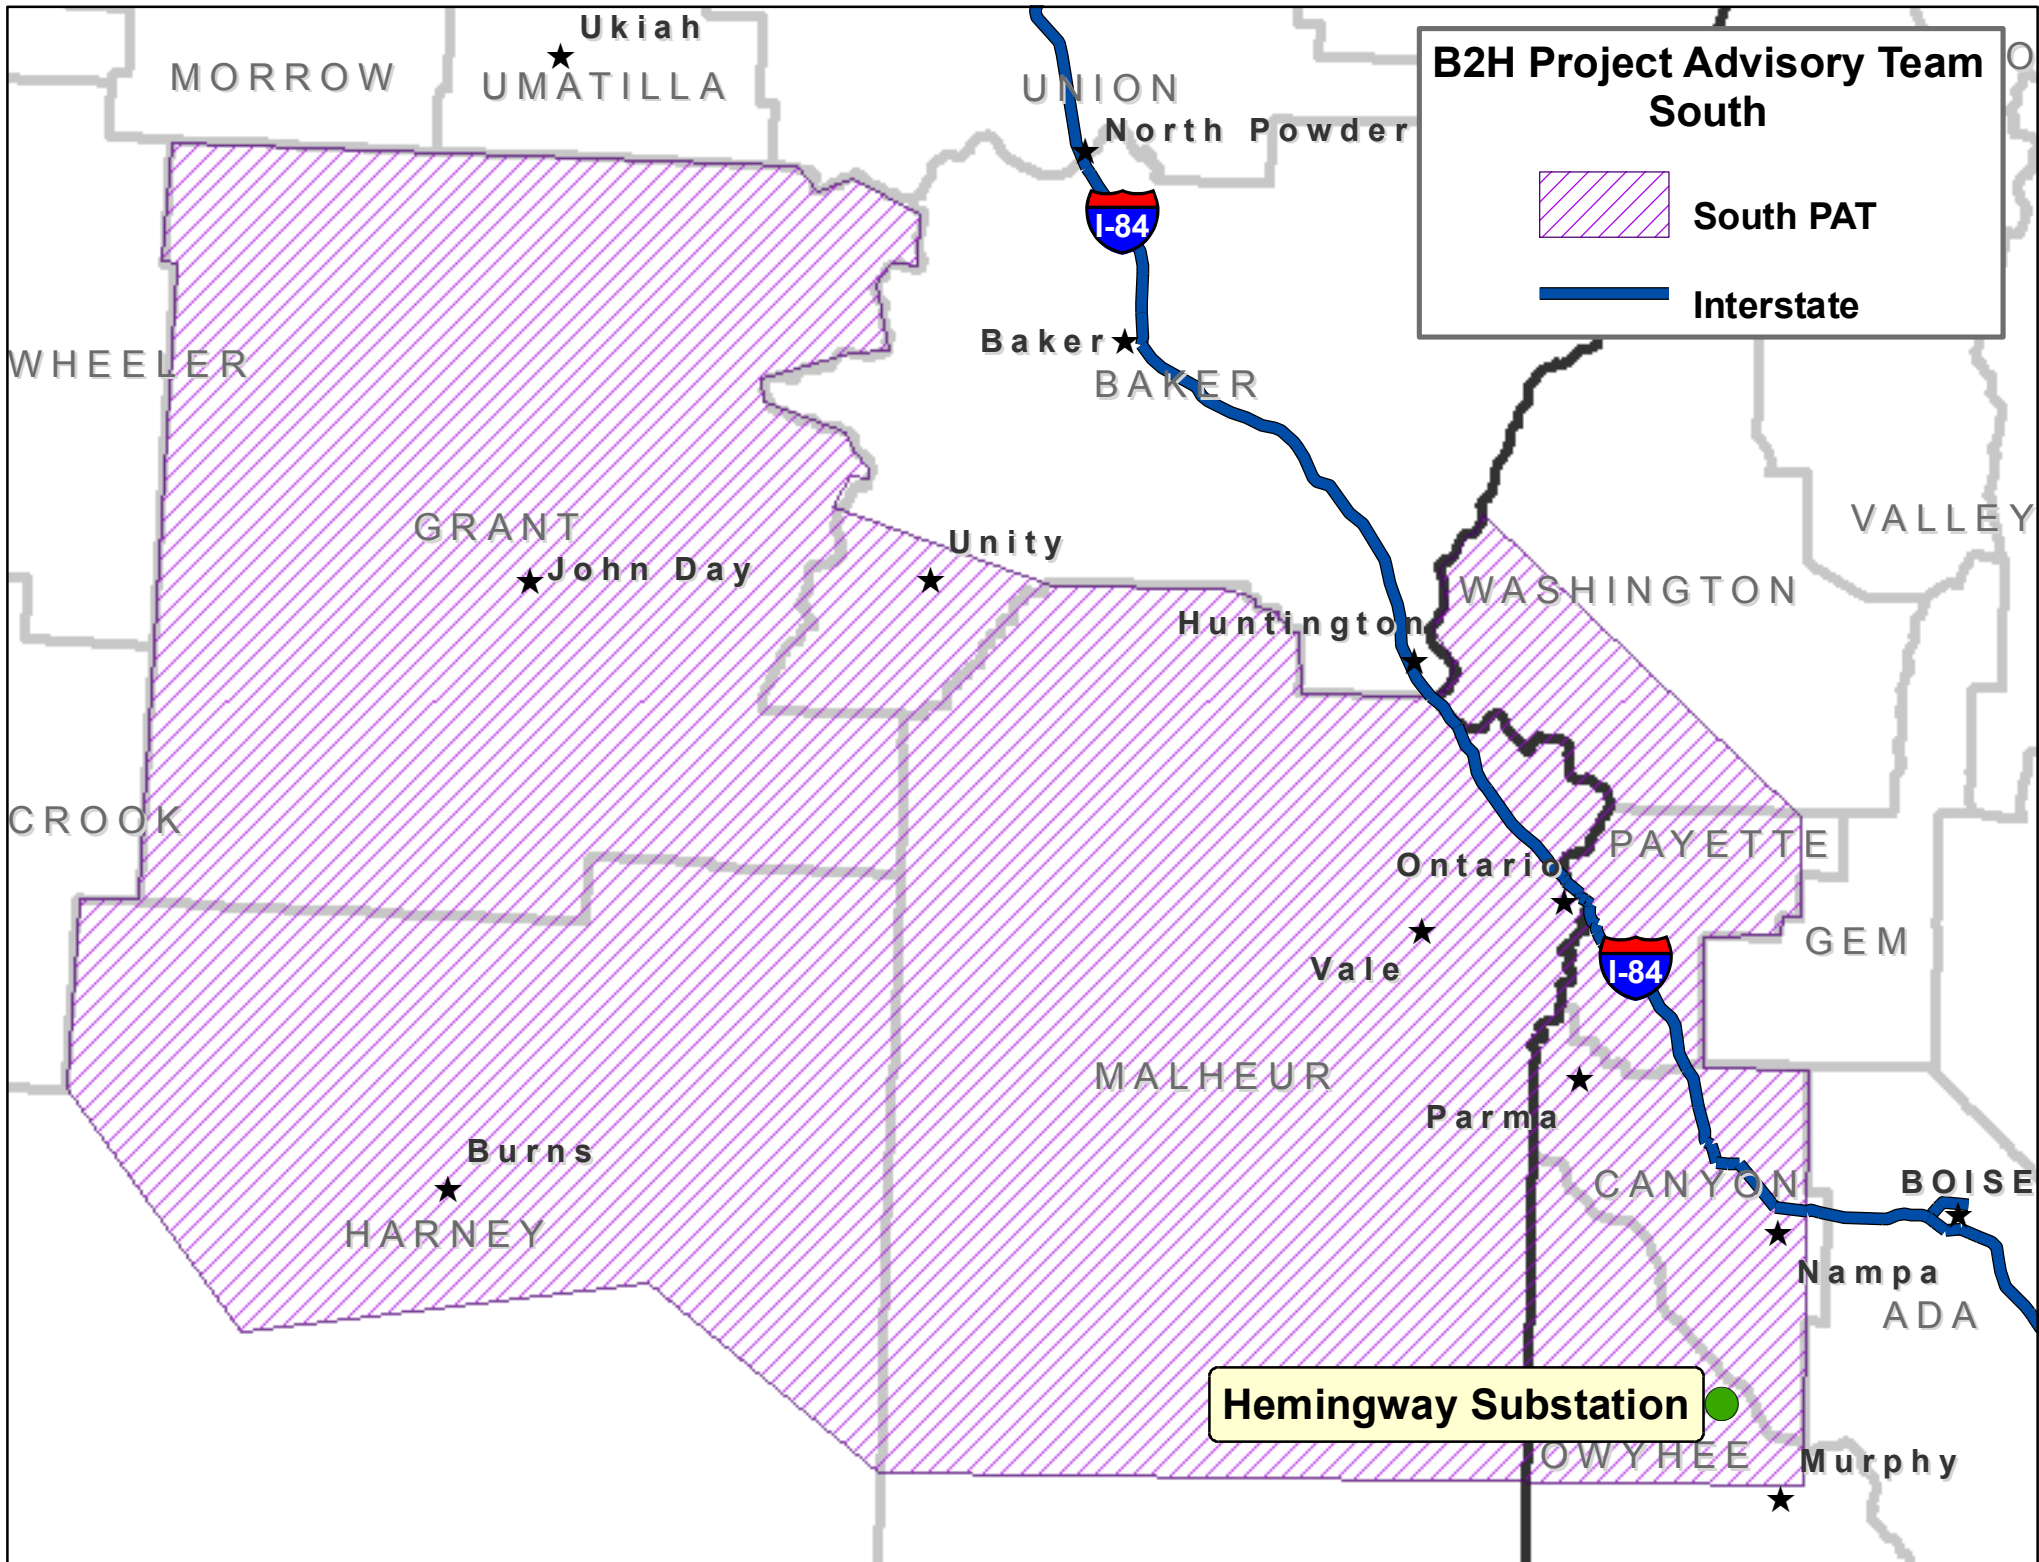 Ukiah
MORROW
UMATILLA
UNION
North Powder
B2H Project Advisory Team
South
South PAT
Interstate
I-84
Baker
BAKER
WHEELER
VALLEY
GRANT
John Day
Unity
WASHINGTON
Huntington
CROOK
PAYETTE
Ontario
GEM
Vale
I-84
MALHEUR
Parma
Burns
HARNEY
CANYON
BOISE
Nampa
ADA
Hemingway Substation
OWYHEE
Murphy